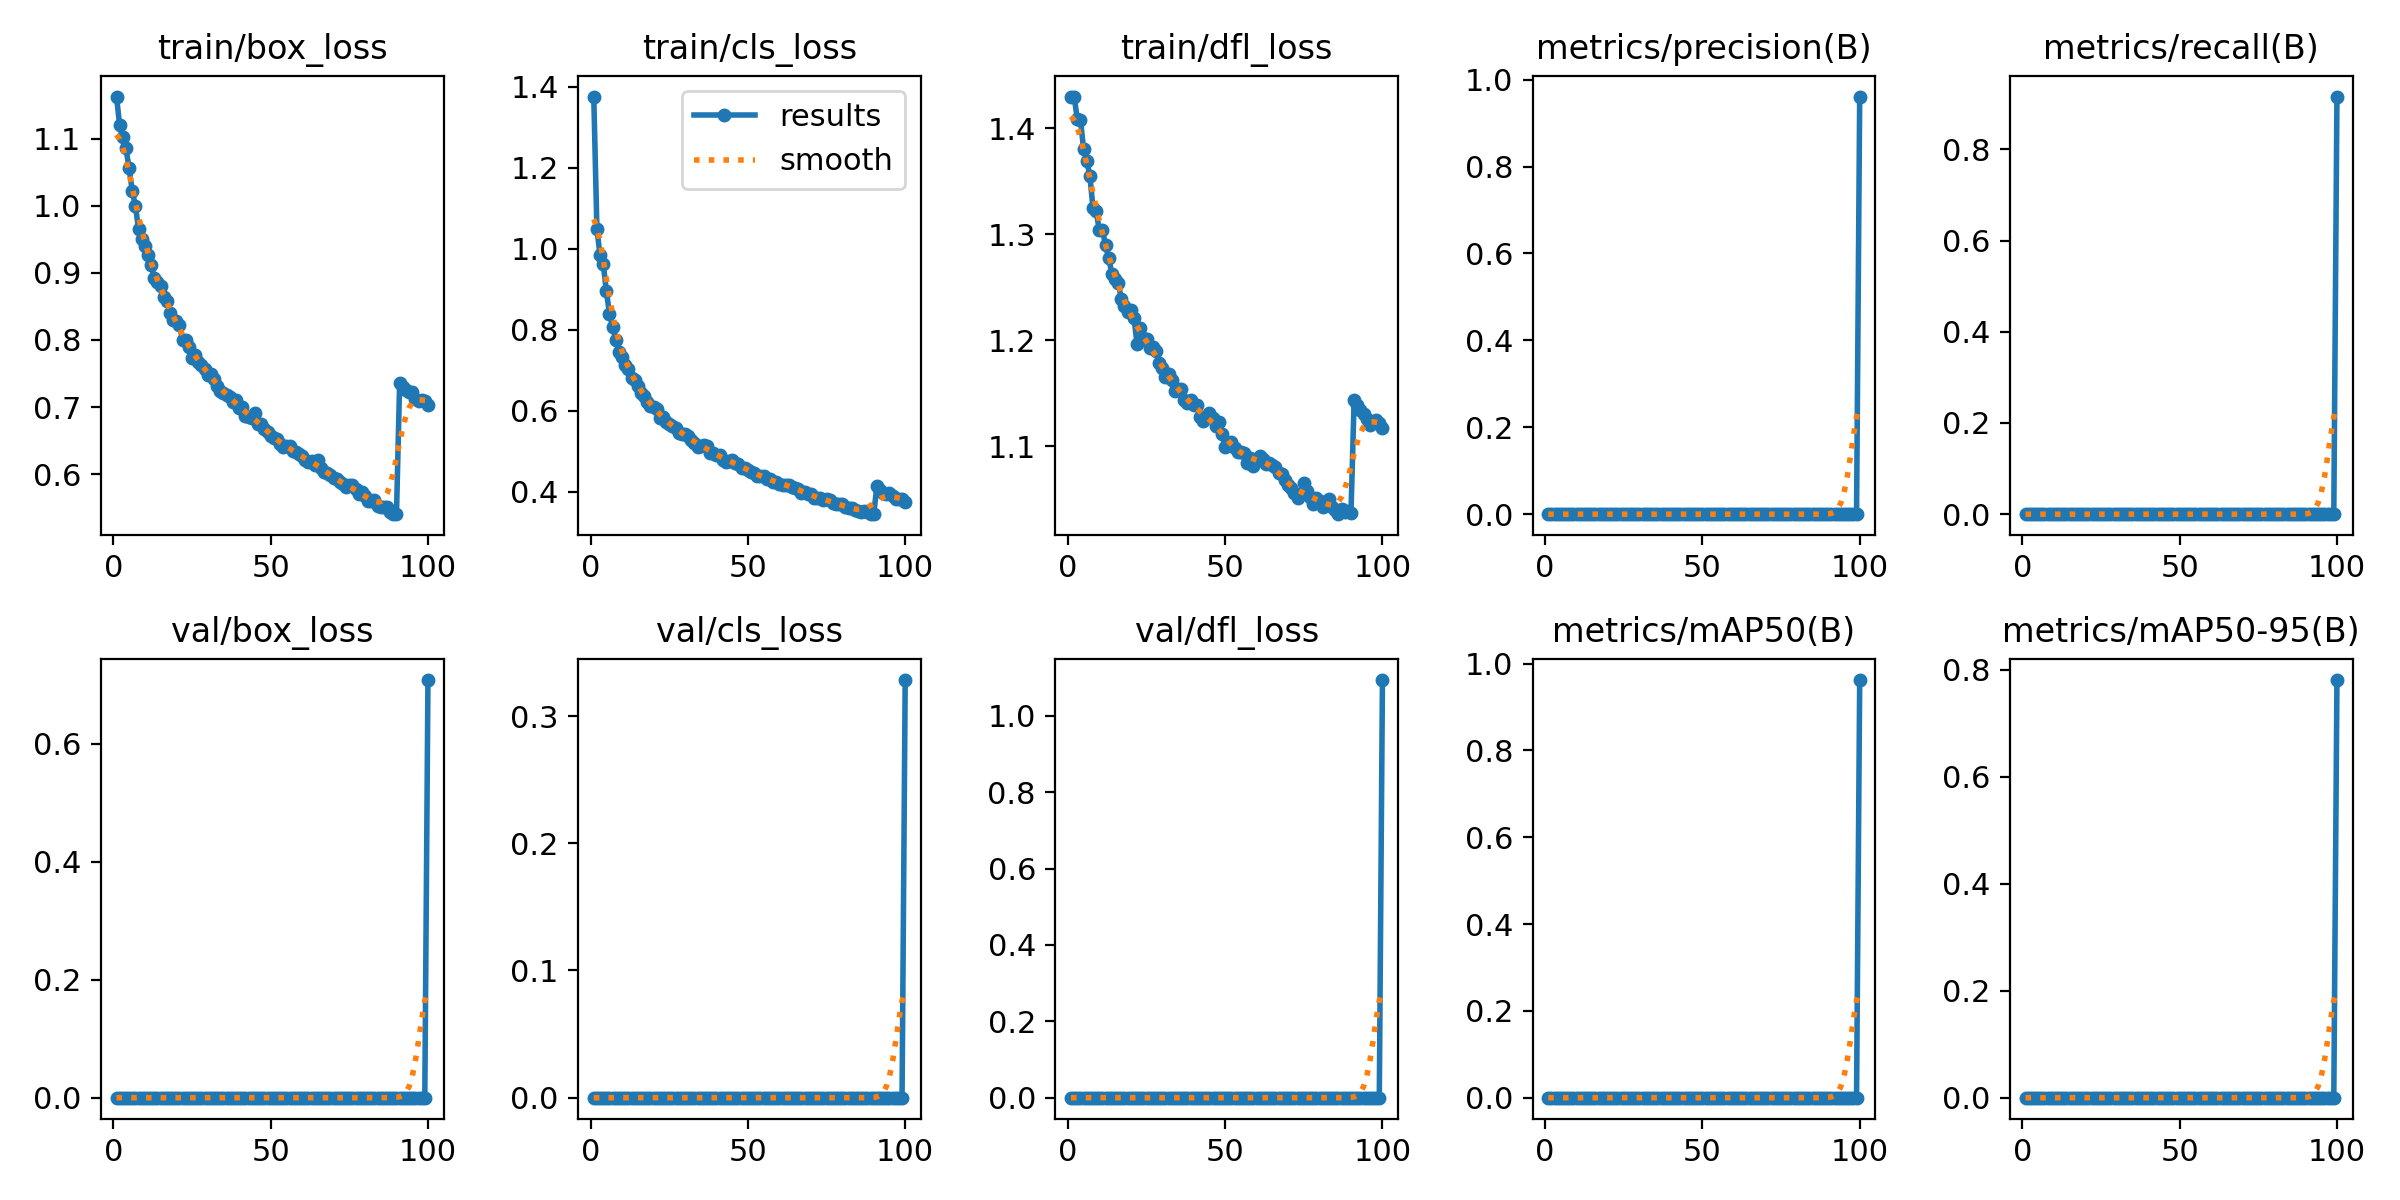 train/box_loss
train/cls_loss
train/dfl_loss
metrics/precision(B)
metrics/recall(B)
1.1
1.0
0.9
0.8
0.7
0.6
0 50 100
results
smooth
1.4
1.2
1.0
0.8
0.6
0.4
0 50 100
1.4
1.3
1.2
1.1
0 50 100
1.0
0.8
0.6
0.4
0.2
0.0
0 50 100
0.8
0.6
0.4
0.2
0.0
0 50 100
val/box_loss
val/cls_loss
val/dfl_loss
metrics/mAP50(B)
metrics/mAP50-95(B)
0.6
0.4
0.2
0.0
0 50 100
0.3
0.2
0.1
0.0
0 50 100
1.0
0.8
0.6
0.4
0.2
0.0
0 50 100
1.0
0.8
0.6
0.4
0.2
0.0
0 50 100
0.8
0.6
0.4
0.2
0.0
0 50 100